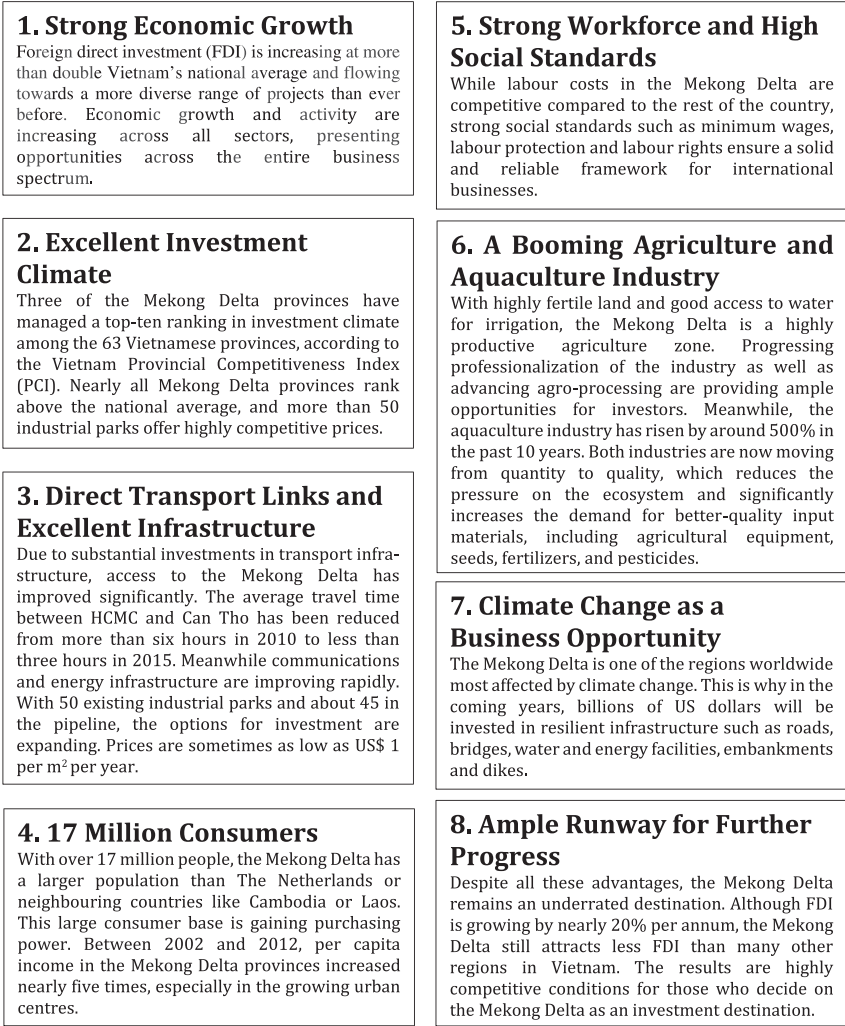 1. Strong Economic Growth
Foreign direct investment (FDI) is increasing at more
than double Vietnam's national average and flowing
towards a more diverse range of projects than ever
before. Economic growth and activity are
increasing across all sectors, presenting
opportunities across the entire business
spectrum.
2. Excellent Investment
Climate
Three of the Mekong Delta provinces have
managed a top-ten ranking in investment climate
among the 63 Vietnamese provinces, according to
the Vietnam Provincial Competitiveness Index
(PCI). Nearly all Mekong Delta provinces rank
above the national average, and more than 50
industrial parks offer highly competitive prices.
3. Direct Transport Links and
Excellent Infrastructure
Due to substantial investments in transport infra-
structure, access to the Mekong Delta has
improved significantly. The average travel time
between HCMC and Can Tho has been reduced
from more than six hours in 2010 to less than
three hours in 2015. Meanwhile communications
and energy infrastructure are improving rapidly.
With 50 existing industrial parks and about 45 in
the pipeline, the options for investment are
expanding. Prices are sometimes as low as US$ 1
per m² per year.
4. 17 Million Consumers
With over 17 million people, the Mekong Delta has
a larger population than The Netherlands or
neighbouring countries like Cambodia or Laos.
This large consumer base is gaining purchasing
power. Between 2002 and 2012, per capita
income in the Mekong Delta provinces increased
nearly five times, especially in the growing urban
centres.
5. Strong Workforce and High
Social Standards
While labour costs in the Mekong Delta are
competitive compared to the rest of the country,
strong social standards such as minimum wages,
labour protection and labour rights ensure a solid
and reliable framework for international
businesses.
6. A Booming Agriculture and
Aquaculture Industry
With highly fertile land and good access to water
for irrigation, the Mekong Delta is a highly
productive agriculture zone. Progressing
professionalization of the industry as well as
advancing agro-processing are providing ample
opportunities for investors. Meanwhile, the
aquaculture industry has risen by around 500% in
the past 10 years. Both industries are now moving
from quantity to quality, which reduces the
pressure on the ecosystem and significantly
increases the demand for better-quality input
materials, including agricultural equipment,
seeds, fertilizers, and pesticides.
7. Climate Change as a
Business Opportunity
The Mekong Delta is one of the regions worldwide
most affected by climate change. This is why in the
coming years, billions of US dollars will be
invested in resilient infrastructure such as roads,
bridges, water and energy facilities, embankments
and dikes.
8. Ample Runway for Further
Progress
Despite all these advantages, the Mekong Delta
remains an underrated destination. Although FDI
is growing by nearly 20% per annum, the Mekong
Delta still attracts less FDI than many other
regions in Vietnam. The results are highly
competitive conditions for those who decide on
the Mekong Delta as an investment destination.